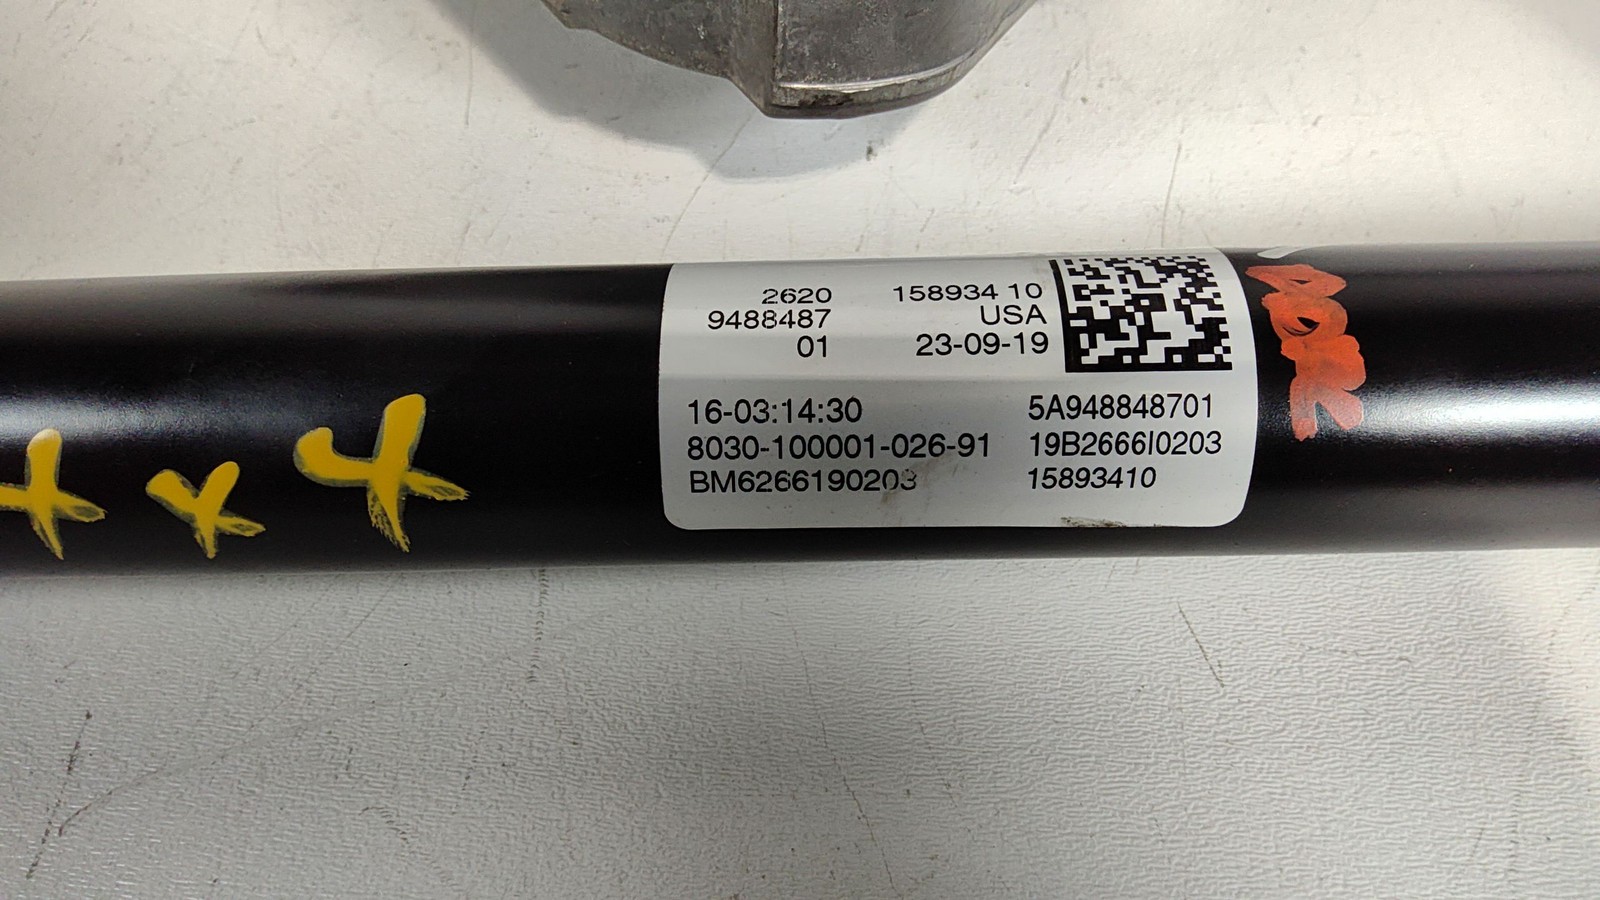 2620 158934 10
9488487 USA
01 23-09-19
16-03:14:30 5A948848701
8030-100001-026-91 19B2666I0203
BM6266190203 15893410
4x4